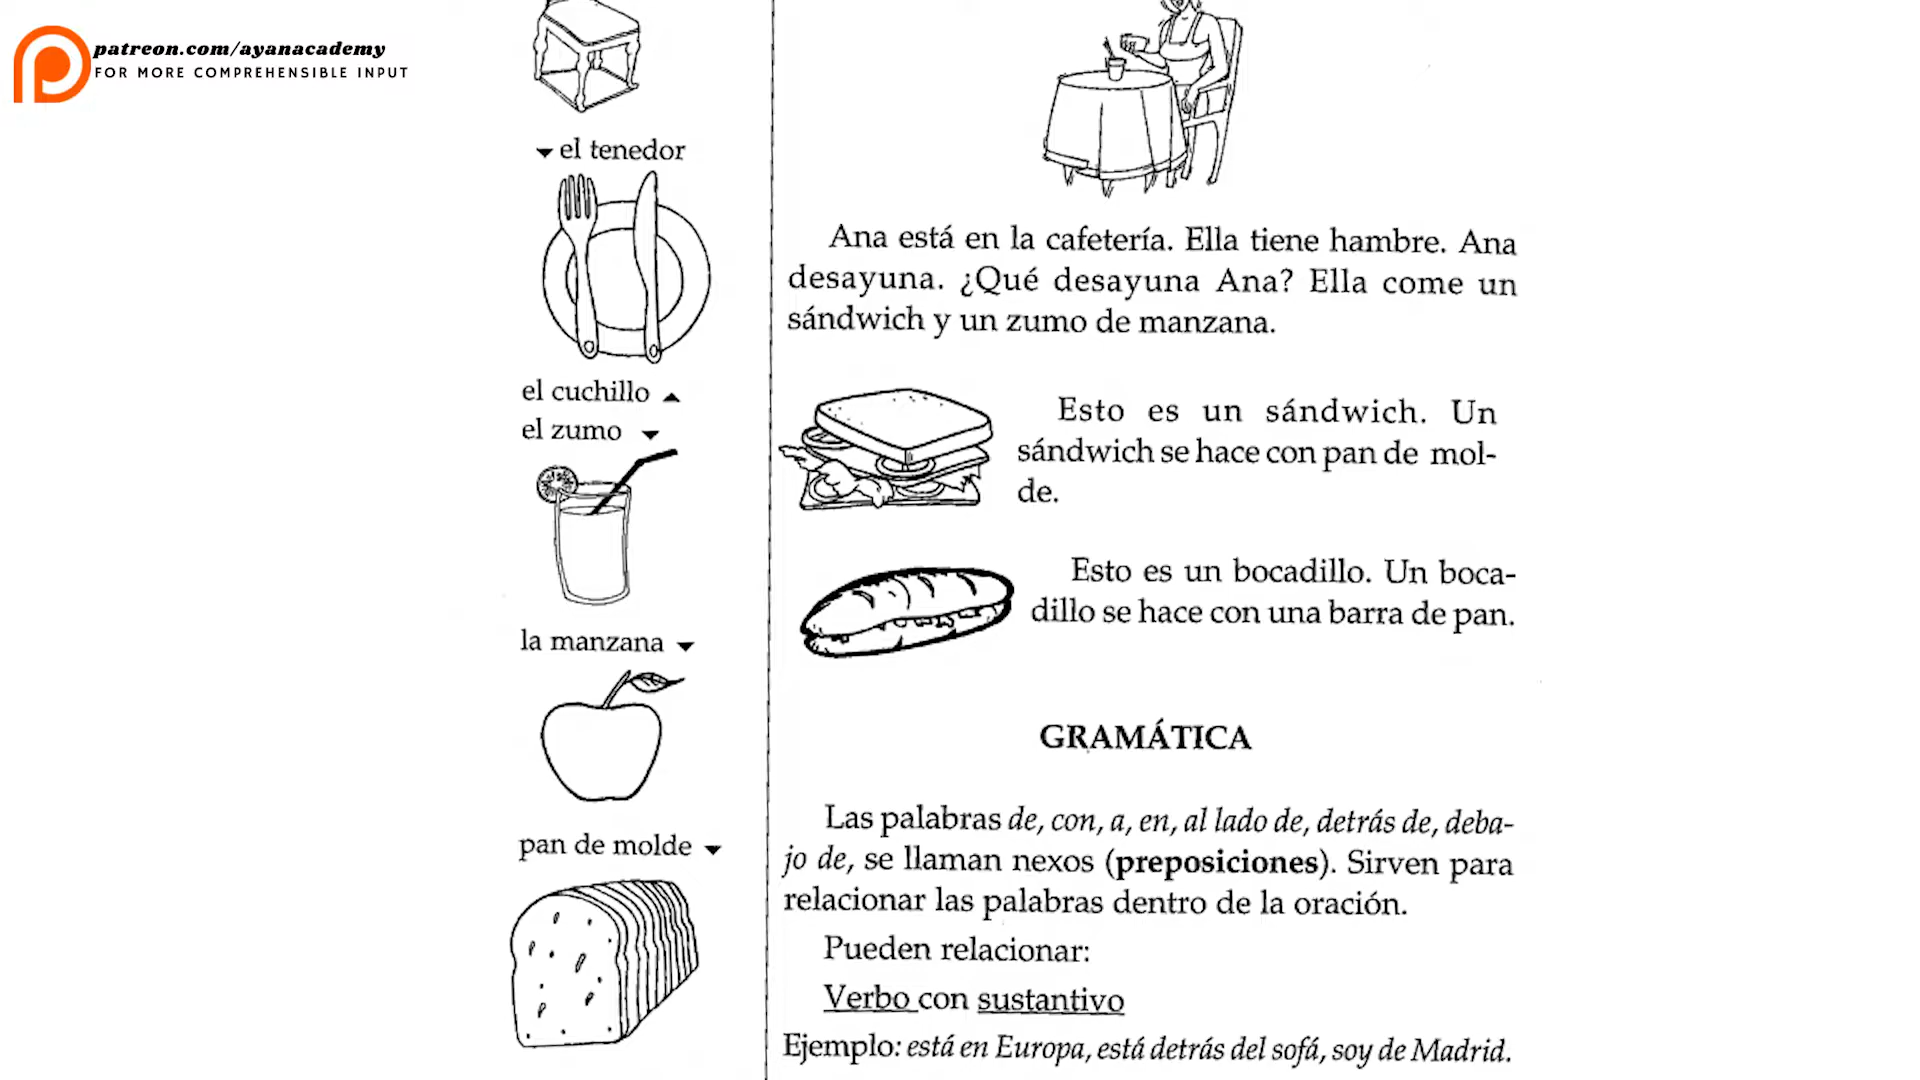 patreon.com/ayanacademy
FOR MORE COMPREHENSIBLE INPUT
el tenedor
el cuchillo
el zumo
la manzana
pan de molde
Ana está en la cafetería. Ella tiene hambre. Ana
desayuna. ¿Qué desayuna Ana? Ella come un
sándwich y un zumo de manzana.
Esto es un sándwich. Un
sándwich se hace con pan de mol-
de.
Esto es un bocadillo. Un boca-
dillo se hace con una barra de pan.
GRAMÁTICA
Las palabras de, con, a, en, al lado de, detrás de, deba-
jo de, se llaman nexos (preposiciones). Sirven para
relacionar las palabras dentro de la oración.
Pueden relacionar:
Verbo con sustantivo
Ejemplo: está en Europa, está detrás del sofá, soy de Madrid.